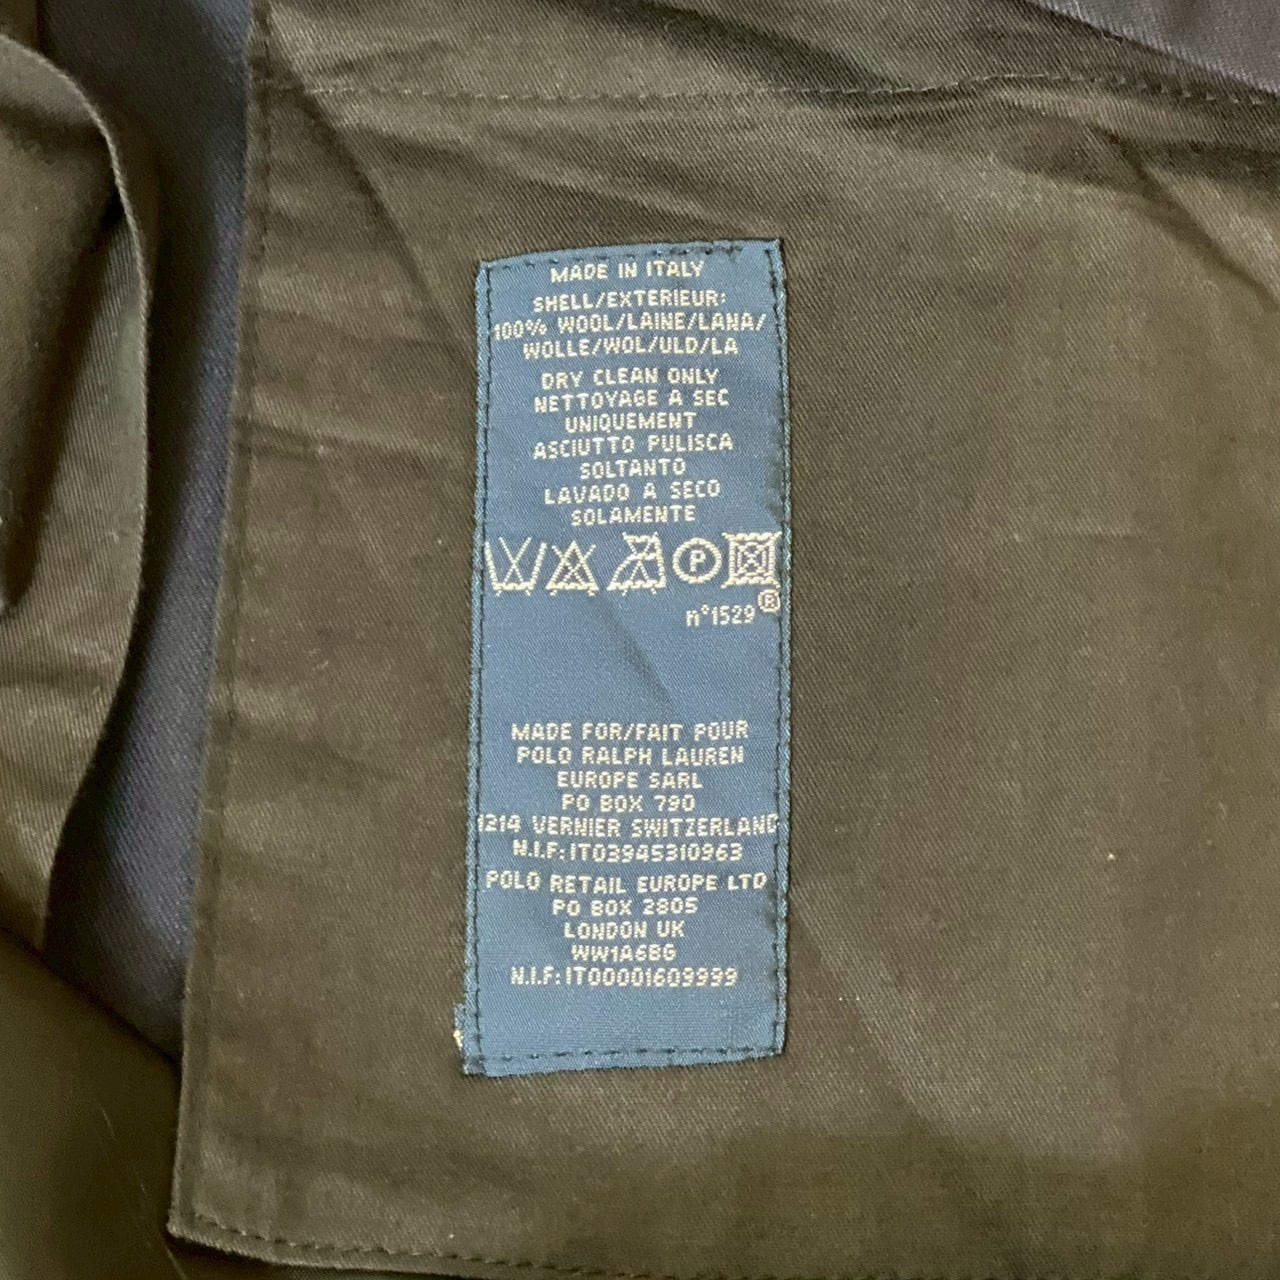 MADE IN ITALY
SHELL/EXTERIEUR:
100% WOOL/LAINE/LANA/
WOLLE/WOL/ULD/LA
DRY CLEAN ONLY
NETTOYAGE A SEC
UNIQUEMENT
ASCIUTTO PULISCA
SOLTANTO
LAVADO A SECO
SOLAMENTE
P
®
n°1529
MADE FOR/FAIT POUR
POLO RALPH LAUREN
EUROPE SARL
PO BOX 790
1214 VERNIER SWITZERLAND
N.I.F:IT03945310963
POLO RETAIL EUROPE LTD
PO BOX 2805
LONDON UK
WW1A6BG
N.I.F:IT00001609999